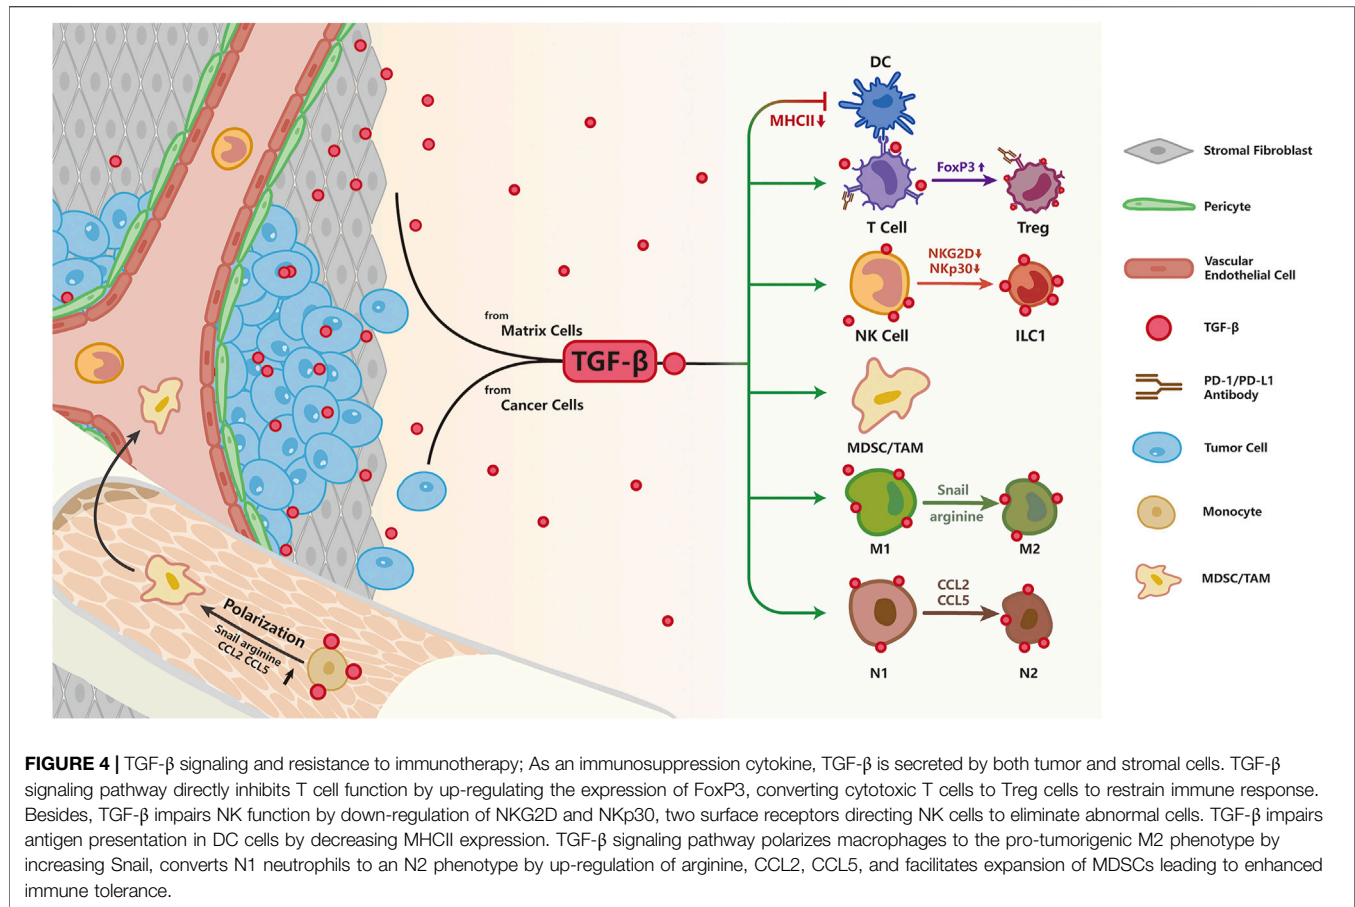 DC
MHCII↓
T Cell
FoxP3↑
Treg
NKG2D↓
NKp30↓
NK Cell
ILC1
from
Matrix Cells
TGF-β
from
Cancer Cells
MDSC/TAM
Snail
arginine
M1
M2
CCL2
CCL5
N1
N2
Polarization
Snail arginine
CCL2 CCL5
Stromal Fibroblast
Pericyte
Vascular
Endothelial Cell
TGF-β
PD-1/PD-L1
Antibody
Tumor Cell
Monocyte
MDSC/TAM
FIGURE 4 | TGF-β signaling and resistance to immunotherapy; As an immunosuppression cytokine, TGF-β is secreted by both tumor and stromal cells. TGF-β
signaling pathway directly inhibits T cell function by up-regulating the expression of FoxP3, converting cytotoxic T cells to Treg cells to restrain immune response.
Besides, TGF-β impairs NK function by down-regulation of NKG2D and NKp30, two surface receptors directing NK cells to eliminate abnormal cells. TGF-β impairs
antigen presentation in DC cells by decreasing MHCII expression. TGF-β signaling pathway polarizes macrophages to the pro-tumorigenic M2 phenotype by
increasing Snail, converts N1 neutrophils to an N2 phenotype by up-regulation of arginine, CCL2, CCL5, and facilitates expansion of MDSCs leading to enhanced
immune tolerance.